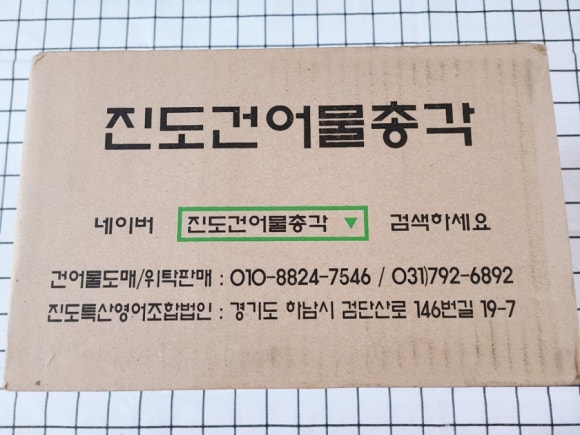 진도건어물총각
네이버 진도건어물총각 ▼ 검색하세요
건어물도매/위탁판매 : 010-8824-7546 / 031)792-6892
진도특산영어조합법인 : 경기도 하남시 검단산로 146번길 19-7